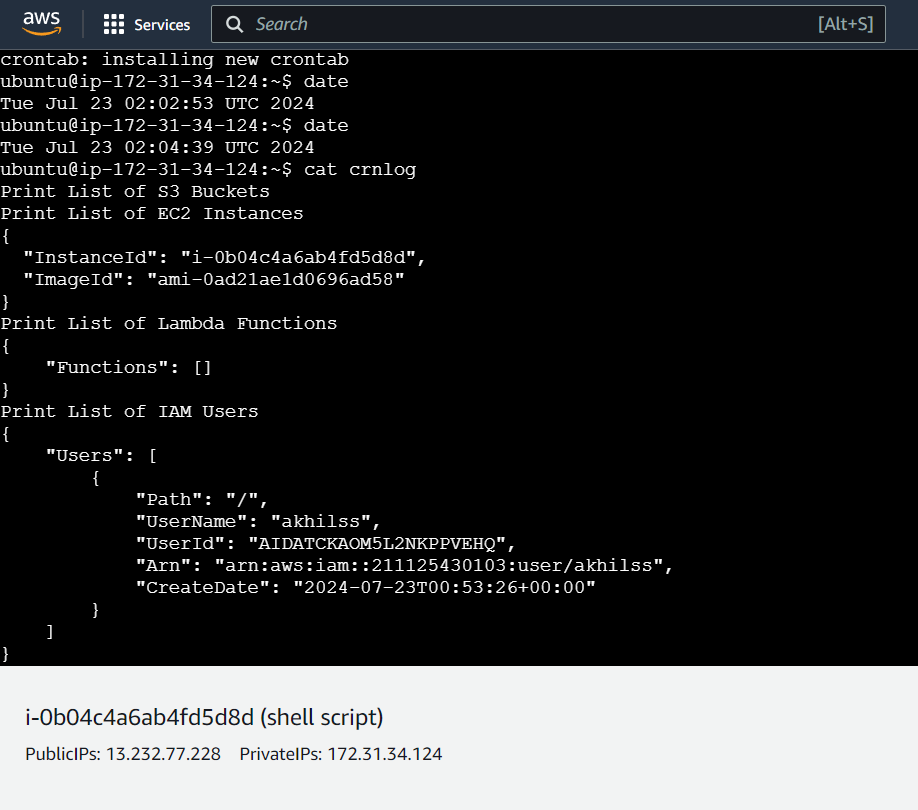 aws
Services
Search
[Alt+S]
crontab: installing new crontab
ubuntu@ip-172-31-34-124:~$ date
Tue Jul 23 02:02:53 UTC 2024
ubuntu@ip-172-31-34-124:~$ date
Tue Jul 23 02:04:39 UTC 2024
ubuntu@ip-172-31-34-124:~$ cat crnlog
Print List of S3 Buckets
Print List of EC2 Instances
{
  "InstanceId": "i-0b04c4a6ab4fd5d8d",
  "ImageId": "ami-0ad21ae1d0696ad58"
}
Print List of Lambda Functions
{
    "Functions": []
}
Print List of IAM Users
{
    "Users": [
        {
            "Path": "/",
            "UserName": "akhilss",
            "UserId": "AIDATCKAOM5L2NKPPVEHQ",
            "Arn": "arn:aws:iam::211125430103:user/akhilss",
            "CreateDate": "2024-07-23T00:53:26+00:00"
        }
    ]
}
i-0b04c4a6ab4fd5d8d (shell script)
PublicIPs: 13.232.77.228    PrivateIPs: 172.31.34.124